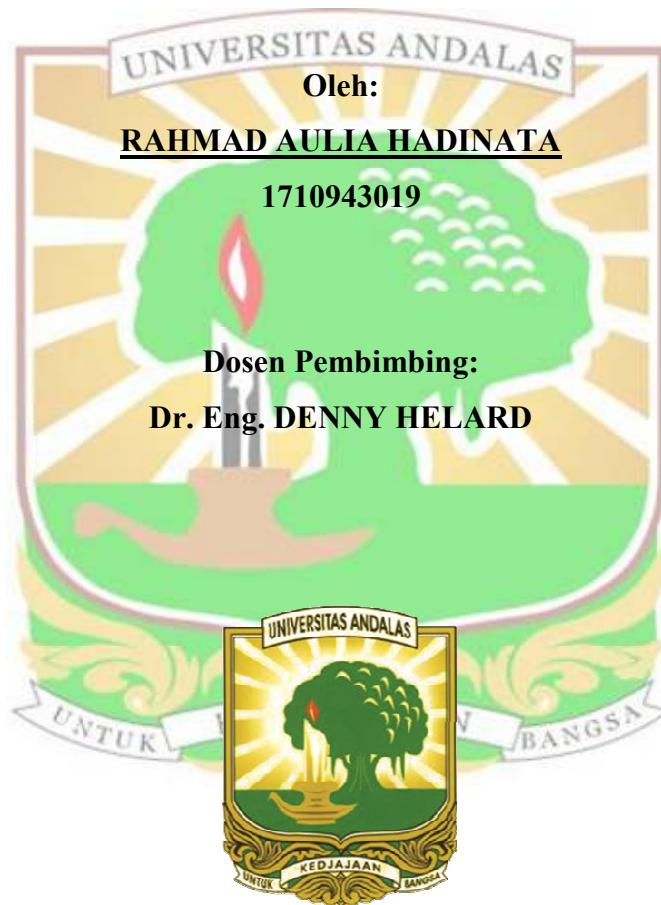 UNIVERSITAS ANDALAS
Oleh:
RAHMAD AULIA HADINATA
1710943019
Dosen Pembimbing:
Dr. Eng. DENNY HELARD
UNIVERSITAS ANDALAS
UNTUK BANGSA
UNTUK KEDJAJAAN BANGSA